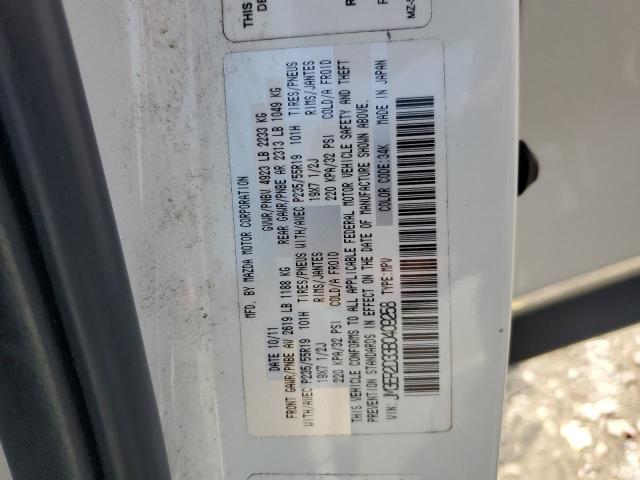 MFD. BY MAZDA MOTOR CORPORATION
DATE 10/11 GVWR/PNBV 4923 LB 2233 KG
FRONT GAWR/PNBE AV 2619 LB 1188 KG REAR GAWR/PNBE AR 2313 LB 1049 KG
WITH/AVEC P235/55R19 101H TIRES/PNEUS WITH/AVEC P235/55R19 101H TIRES/PNEUS
19X7 1/2J RIMS/JANTES 19X7 1/2J RIMS/JANTES
220 KPA/32 PSI COLD/A FROID 220 KPA/32 PSI COLD/A FROID
THIS VEHICLE CONFORMS TO ALL APPLICABLE FEDERAL MOTOR VEHICLE SAFETY AND THEFT
PREVENTION STANDARDS IN EFFECT ON THE DATE OF MANUFACTURE SHOWN ABOVE.
VIN: JM3ER2D33B0409258 TYPE: MPV COLOR CODE: 34K MADE IN JAPAN
THIS